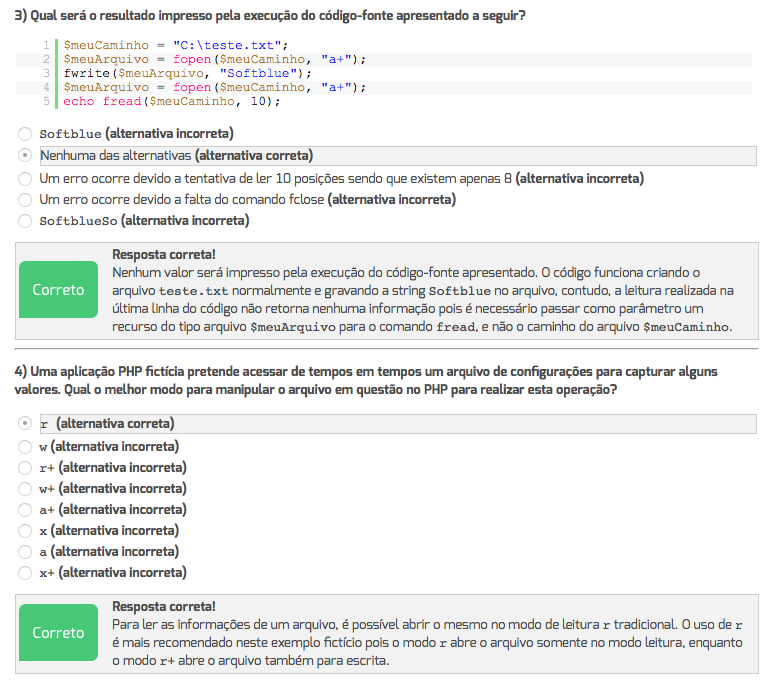 3) Qual será o resultado impresso pela execução do código-fonte apresentado a seguir?
1 $meuCaminho = "C:\teste.txt";
2 $meuArquivo = fopen($meuCaminho, "a+");
3 fwrite($meuArquivo, "Softblue");
4 $meuArquivo = fopen($meuCaminho, "a+");
5 echo fread($meuCaminho, 10);
Softblue (alternativa incorreta)
Nenhuma das alternativas (alternativa correta)
Um erro ocorre devido a tentativa de ler 10 posições sendo que existem apenas 8 (alternativa incorreta)
Um erro ocorre devido a falta do comando fclose (alternativa incorreta)
SoftblueSo (alternativa incorreta)
Correto
Resposta correta!
Nenhum valor será impresso pela execução do código-fonte apresentado. O código funciona criando o
arquivo teste.txt normalmente e gravando a string Softblue no arquivo, contudo, a leitura realizada na
última linha do código não retorna nenhuma informação pois é necessário passar como parâmetro um
recurso do tipo arquivo $meuArquivo para o comando fread, e não o caminho do arquivo $meuCaminho.
4) Uma aplicação PHP fictícia pretende acessar de tempos em tempos um arquivo de configurações para capturar alguns
valores. Qual o melhor modo para manipular o arquivo em questão no PHP para realizar esta operação?
r (alternativa correta)
w (alternativa incorreta)
r+ (alternativa incorreta)
w+ (alternativa incorreta)
a+ (alternativa incorreta)
x (alternativa incorreta)
a (alternativa incorreta)
x+ (alternativa incorreta)
Correto
Resposta correta!
Para ler as informações de um arquivo, é possível abrir o mesmo no modo de leitura r tradicional. O uso de r
é mais recomendado neste exemplo fictício pois o modo r abre o arquivo somente no modo leitura, enquanto
o modo r+ abre o arquivo também para escrita.